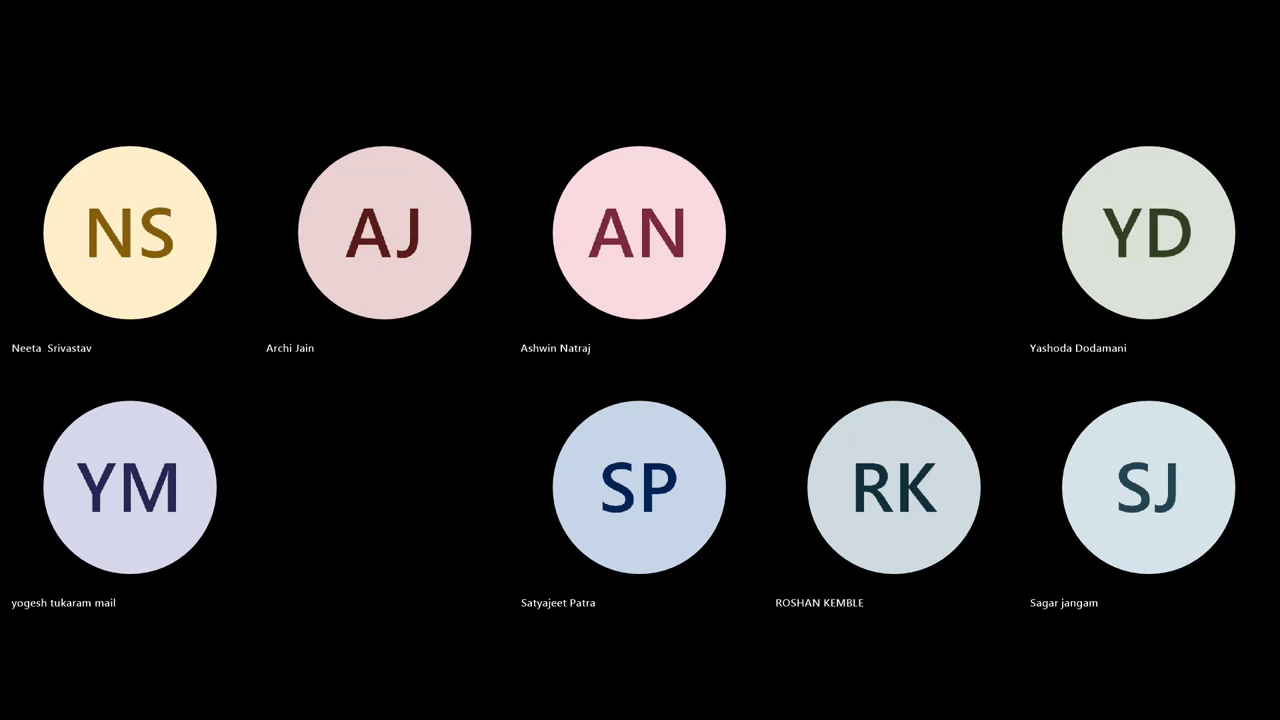 NS
AJ
AN
YD
Neeta  Srivastav
Archi Jain
Ashwin Natraj
Yashoda Dodamani
YM
SP
RK
SJ
yogesh tukaram mail
Satyajeet Patra
ROSHAN KEMBLE
Sagar jangam